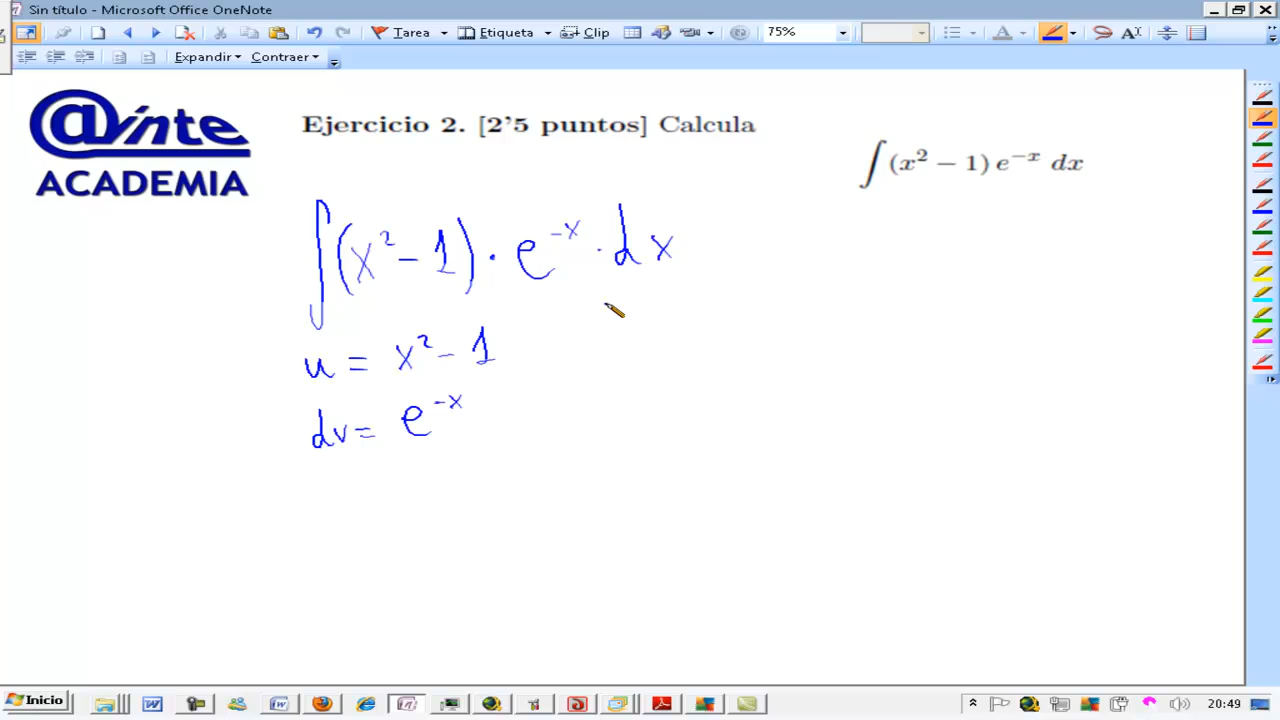 Sin título - Microsoft Office OneNote
Tarea Etiqueta Clip 75%
Expandir Contraer
@inte
ACADEMIA
Ejercicio 2. [2'5 puntos] Calcula
∫(x² − 1) e⁻ˣ dx
∫(x² − 1) · e⁻ˣ · dx
u = x² − 1
dv = e⁻ˣ
Inicio
20:49